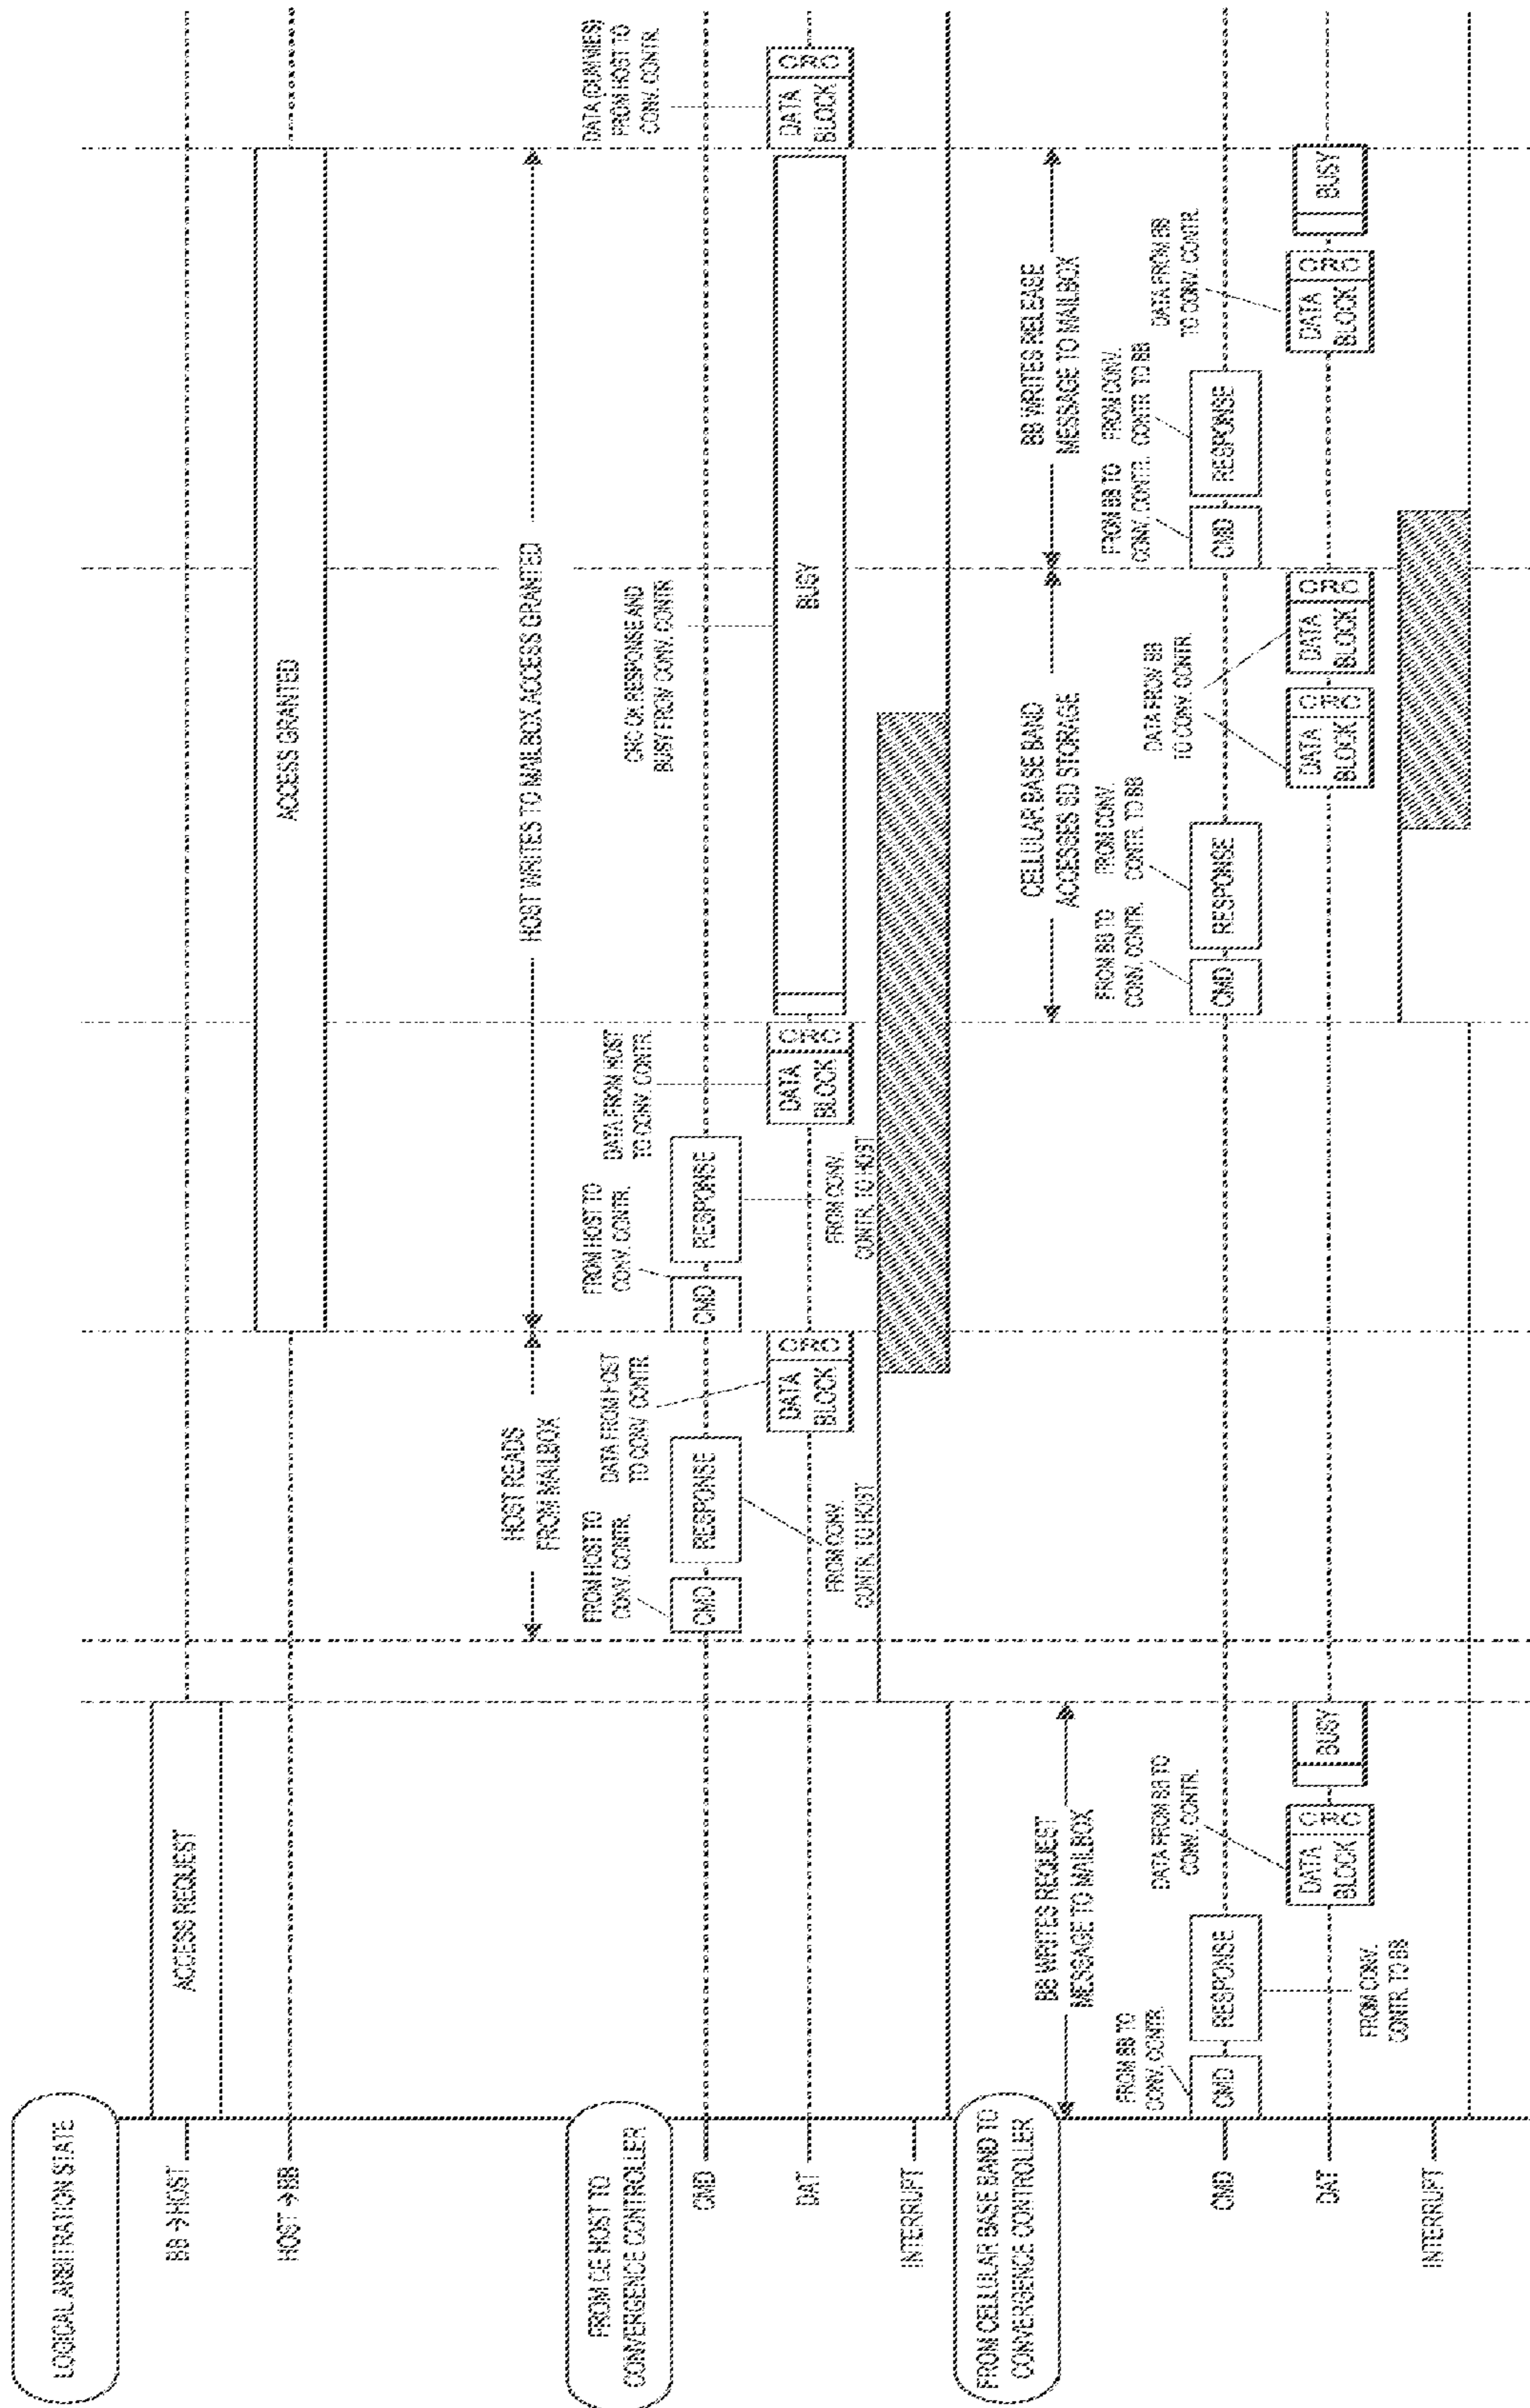 LOGICAL ARBITRATION STATE
BB→HOST
ACCESS REQUEST
HOST→BB
ACCESS GRANTED
FROM CE HOST TO
CONVERGENCE CONTROLLER
HOST READS
FROM MAILBOX
HOST WRITES TO MAILBOX ACCESS GRANTED
FROM HOST TO
CONV. CONTR.
DATA FROM HOST
TO CONV. CONTR.
FROM HOST TO
CONV. CONTR.
DATA FROM HOST
TO CONV. CONTR.
CRC OK RESPONSE AND
BUSY FROM CONV. CONTR.
DATA (DUMMIES)
FROM HOST TO
CONV. CONTR.
CMD
CMD
RESPONSE
CMD
RESPONSE
DAT
DATA
BLOCK
CRC
DATA
BLOCK
CRC
BUSY
DATA
BLOCK
CRC
FROM CONV.
CONTR. TO HOST
FROM CONV.
CONTR. TO HOST
INTERRUPT
FROM CELLULAR BASE BAND TO
CONVERGENCE CONTROLLER
BB WRITES REQUEST
MESSAGE TO MAILBOX
CELLULAR BASE BAND
ACCESSES SD STORAGE
BB WRITES RELEASE
MESSAGE TO MAILBOX
FROM BB TO
CONV. CONTR.
DATA FROM BB TO
CONV. CONTR.
FROM BB TO
CONV. CONTR.
FROM CONV.
CONTR. TO BB
DATA FROM BB
TO CONV. CONTR.
FROM BB TO
CONV. CONTR.
FROM CONV.
CONTR. TO BB
DATA FROM BB
TO CONV. CONTR.
CMD
CMD
RESPONSE
CMD
RESPONSE
CMD
RESPONSE
DAT
DATA
BLOCK
CRC
BUSY
DATA
BLOCK
CRC
DATA
BLOCK
CRC
DATA
BLOCK
CRC
BUSY
FROM CONV.
CONTR. TO BB
INTERRUPT